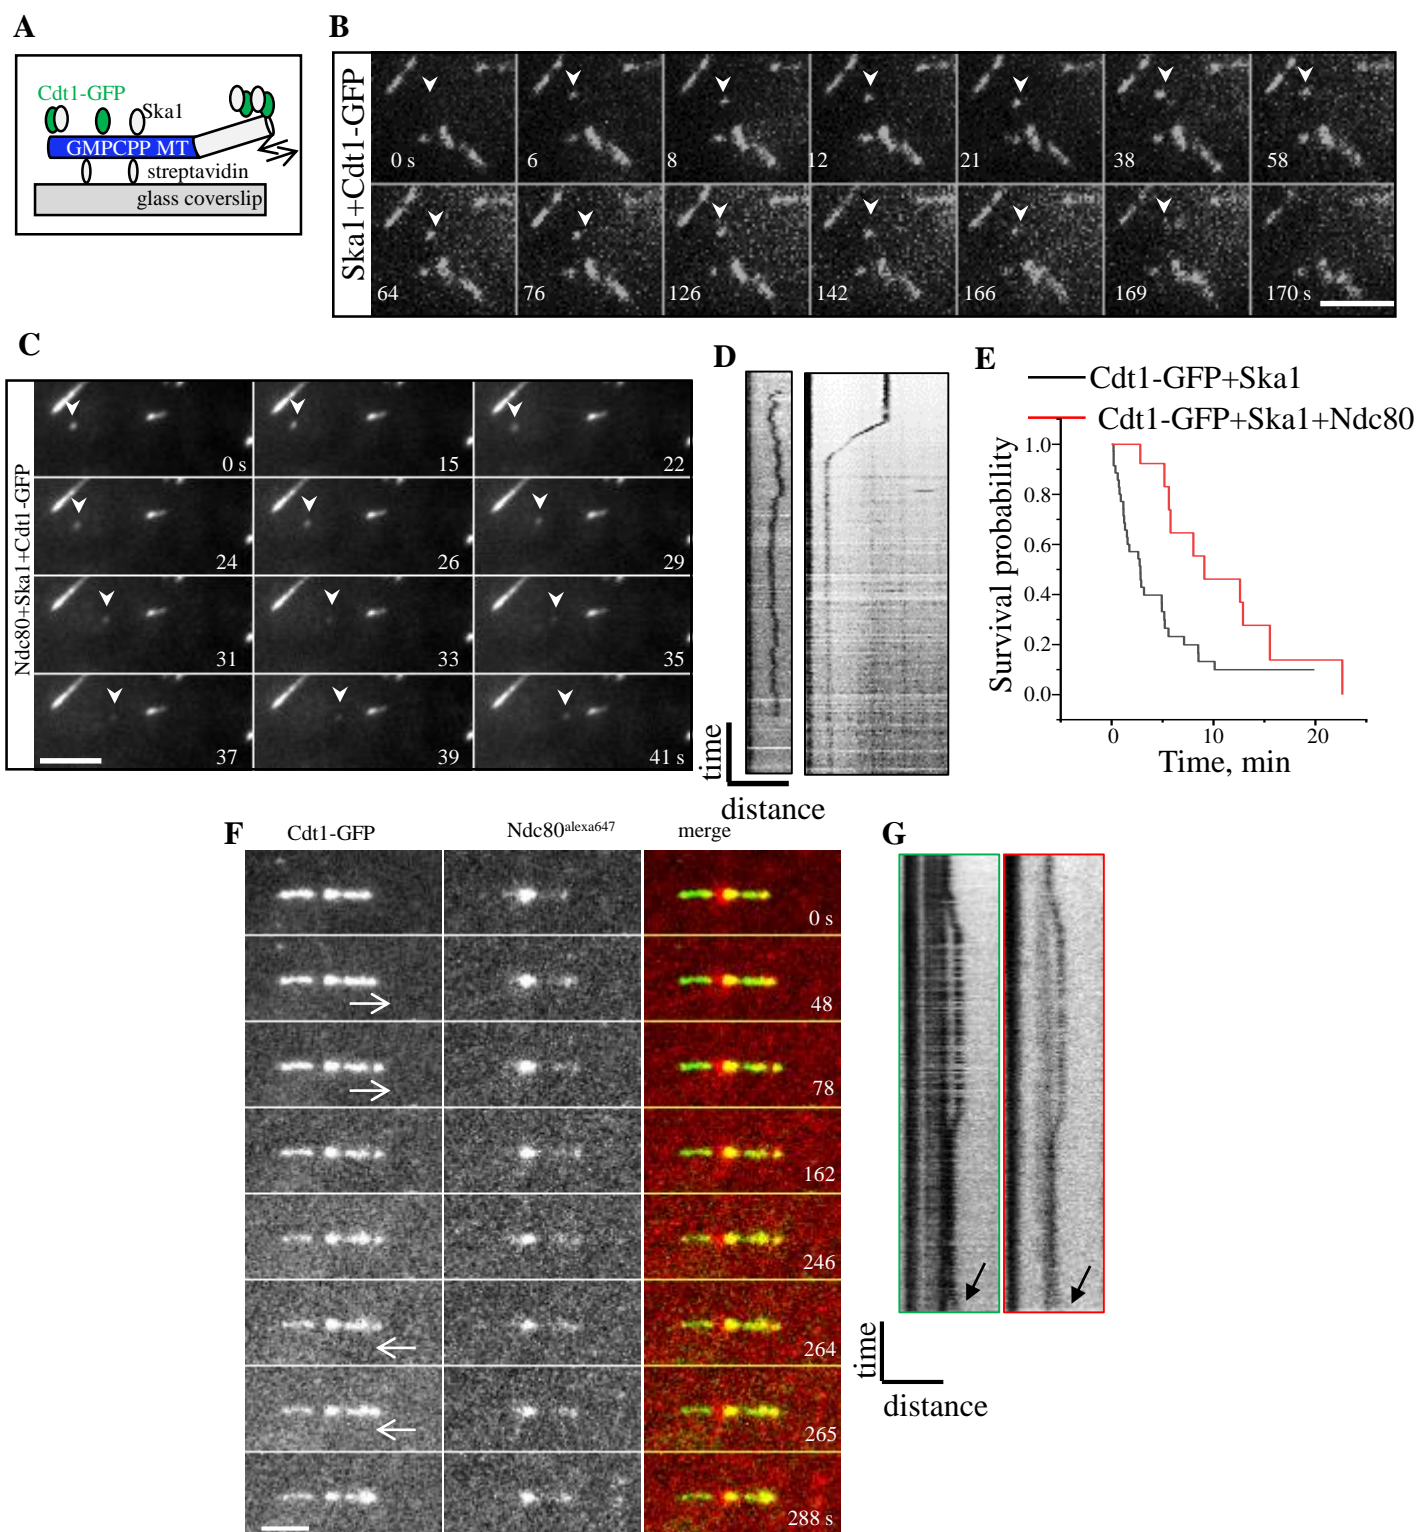 A
Cdt1-GFP
Ska1
GMPCPP MT
streptavidin
glass coverslip
B
Ska1+Cdt1-GFP
0 s
6
8
12
21
38
58
64
76
126
142
166
169
170 s
C
Ndc80+Ska1+Cdt1-GFP
0 s
15
22
24
26
29
31
33
35
37
39
41 s
D
time
distance
E
Cdt1-GFP+Ska1
Cdt1-GFP+Ska1+Ndc80
Survival probability
1.0
0.8
0.6
0.4
0.2
0.0
0
10
20
Time, min
F
Cdt1-GFP
Ndc80alexa647
merge
0 s
48
78
162
246
264
265
288 s
G
time
distance